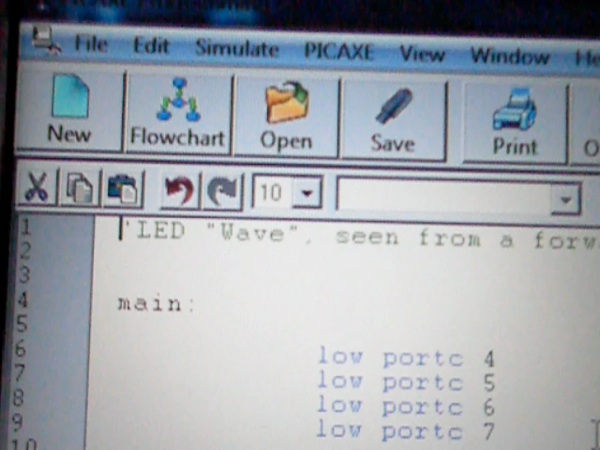 File Edit Simulate PICAXE View Window
New Flowchart Open Save Print
10
1 'LED "Wave", seen from a
2
3
4 main:
5
6 low portc 4
7 low portc 5
8 low portc 6
9 low portc 7
10